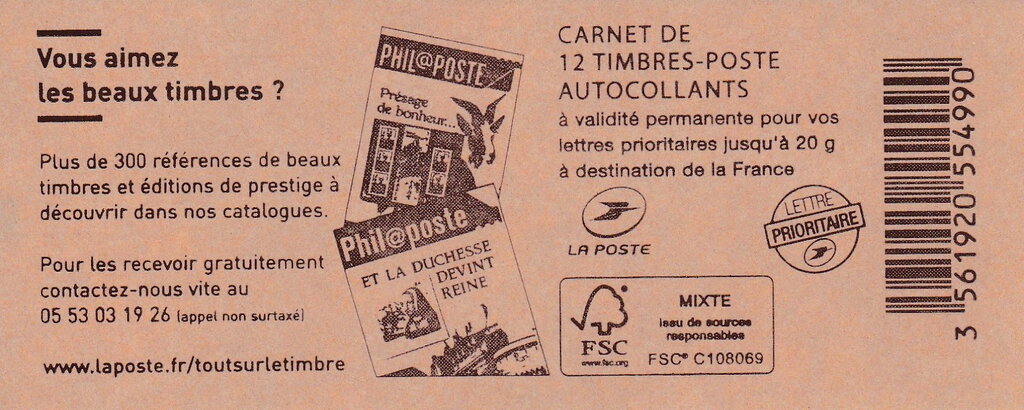 Vous aimez
les beaux timbres ?
Plus de 300 références de beaux
timbres et éditions de prestige à
découvrir dans nos catalogues.
Pour les recevoir gratuitement
contactez-nous vite au
05 53 03 19 26 (appel non surtaxé)
www.laposte.fr/toutsurletimbre
PHIL@POSTE
Présage
de bonheur...
Phil@poste
ET LA DUCHESSE
DEVINT
REINE
CARNET DE
12 TIMBRES-POSTE
AUTOCOLLANTS
à validité permanente pour vos
lettres prioritaires jusqu'à 20 g
à destination de la France
LA POSTE
LETTRE
PRIORITAIRE
FSC
www.fsc.org
MIXTE
Issu de sources
responsables
FSC® C108069
3 561920 554990